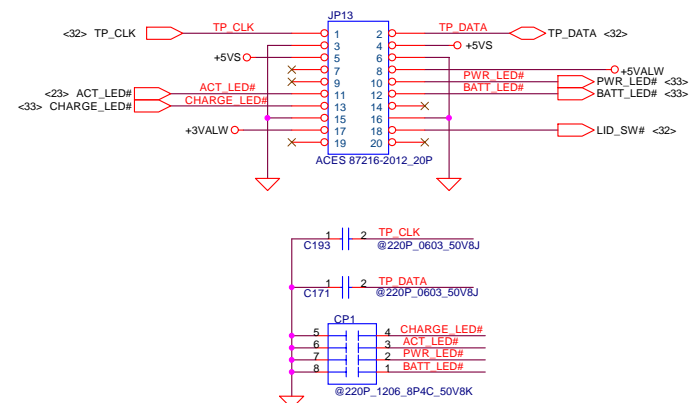 JP13
<32> TP_CLK TP_CLK 1 2 TP_DATA TP_DATA <32>
3 4 +5VS
+5VS 5 6
7 8 +5VALW
9 10 PWR_LED# PWR_LED# <33>
<23> ACT_LED# ACT_LED# 11 12 BATT_LED# BATT_LED# <33>
<33> CHARGE_LED# CHARGE_LED# 13 14
15 16
+3VALW 17 18 LID_SW# <32>
19 20
ACES 87216-2012_20P
1 2 TP_CLK
C193 @220P_0603_50V8J
1 2 TP_DATA
C171 @220P_0603_50V8J
CP1
5 4 CHARGE_LED#
6 3 ACT_LED#
7 2 PWR_LED#
8 1 BATT_LED#
@220P_1206_8P4C_50V8K